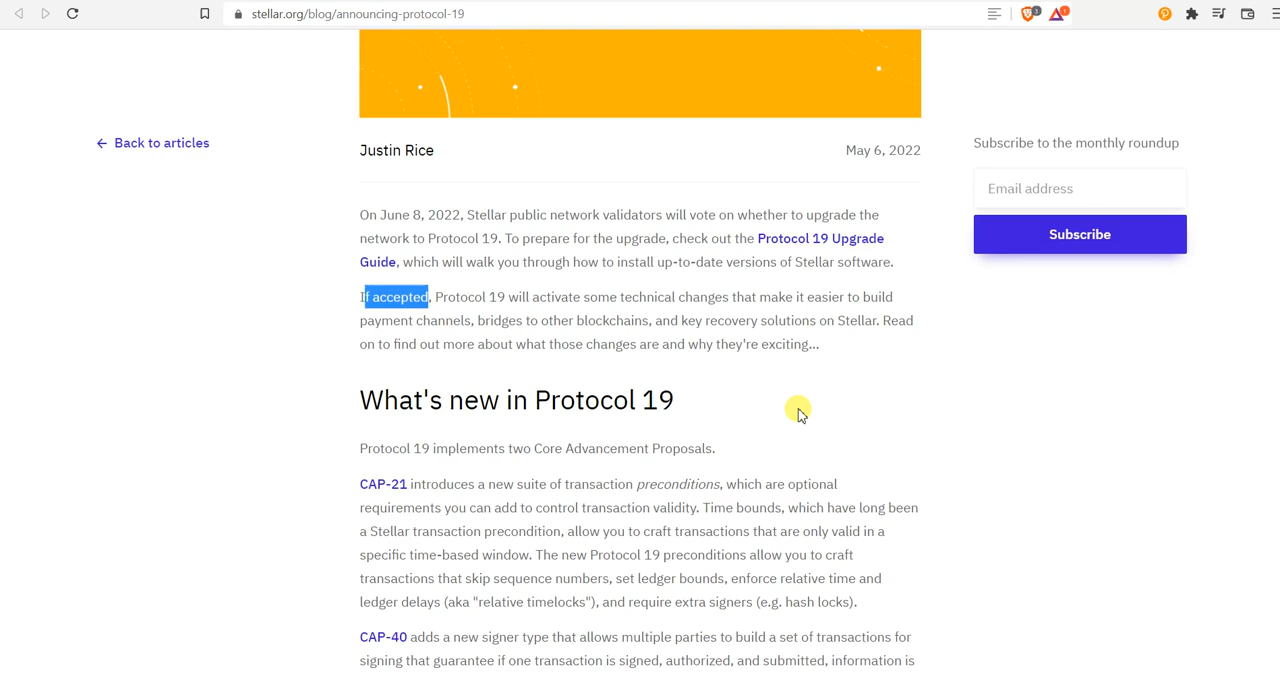 stellar.org/blog/announcing-protocol-19
3
1
← Back to articles
Justin Rice
May 6, 2022
Subscribe to the monthly roundup
Email address
Subscribe
On June 8, 2022, Stellar public network validators will vote on whether to upgrade the
network to Protocol 19. To prepare for the upgrade, check out the Protocol 19 Upgrade
Guide, which will walk you through how to install up-to-date versions of Stellar software.
If accepted, Protocol 19 will activate some technical changes that make it easier to build
payment channels, bridges to other blockchains, and key recovery solutions on Stellar. Read
on to find out more about what those changes are and why they're exciting...
What's new in Protocol 19
Protocol 19 implements two Core Advancement Proposals.
CAP-21 introduces a new suite of transaction preconditions, which are optional
requirements you can add to control transaction validity. Time bounds, which have long been
a Stellar transaction precondition, allow you to craft transactions that are only valid in a
specific time-based window. The new Protocol 19 preconditions allow you to craft
transactions that skip sequence numbers, set ledger bounds, enforce relative time and
ledger delays (aka "relative timelocks"), and require extra signers (e.g. hash locks).
CAP-40 adds a new signer type that allows multiple parties to build a set of transactions for
signing that guarantee if one transaction is signed, authorized, and submitted, information is